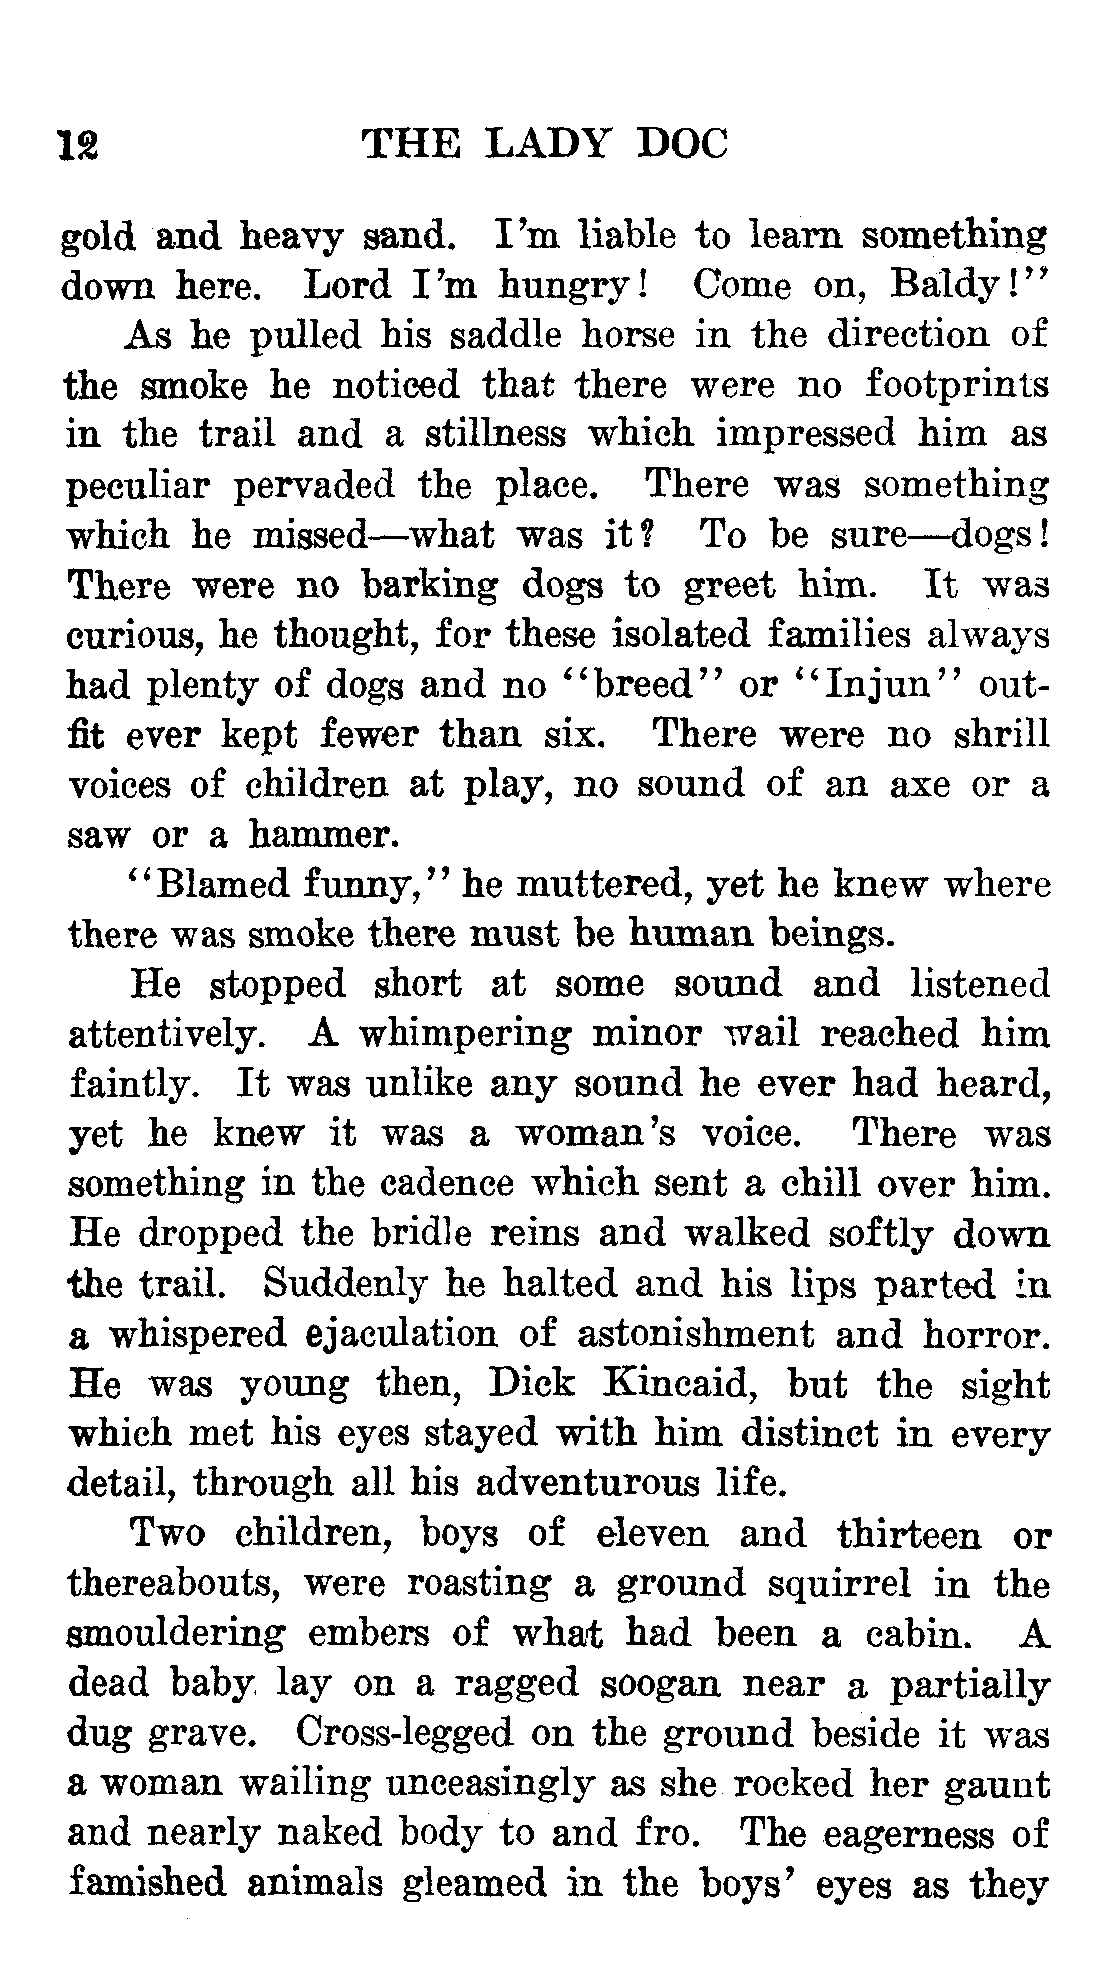 12 THE LADY DOC
gold and heavy sand. I'm liable to learn something
down here. Lord I'm hungry! Come on, Baldy!"
As he pulled his saddle horse in the direction of
the smoke he noticed that there were no footprints
in the trail and a stillness which impressed him as
peculiar pervaded the place. There was something
which he missed—what was it? To be sure—dogs!
There were no barking dogs to greet him. It was
curious, he thought, for these isolated families always
had plenty of dogs and no "breed" or "Injun" out-
fit ever kept fewer than six. There were no shrill
voices of children at play, no sound of an axe or a
saw or a hammer.
"Blamed funny," he muttered, yet he knew where
there was smoke there must be human beings.
He stopped short at some sound and listened
attentively. A whimpering minor wail reached him
faintly. It was unlike any sound he ever had heard,
yet he knew it was a woman's voice. There was
something in the cadence which sent a chill over him.
He dropped the bridle reins and walked softly down
the trail. Suddenly he halted and his lips parted in
a whispered ejaculation of astonishment and horror.
He was young then, Dick Kincaid, but the sight
which met his eyes stayed with him distinct in every
detail, through all his adventurous life.
Two children, boys of eleven and thirteen or
thereabouts, were roasting a ground squirrel in the
smouldering embers of what had been a cabin. A
dead baby lay on a ragged soogan near a partially
dug grave. Cross-legged on the ground beside it was
a woman wailing unceasingly as she rocked her gaunt
and nearly naked body to and fro. The eagerness of
famished animals gleamed in the boys' eyes as they